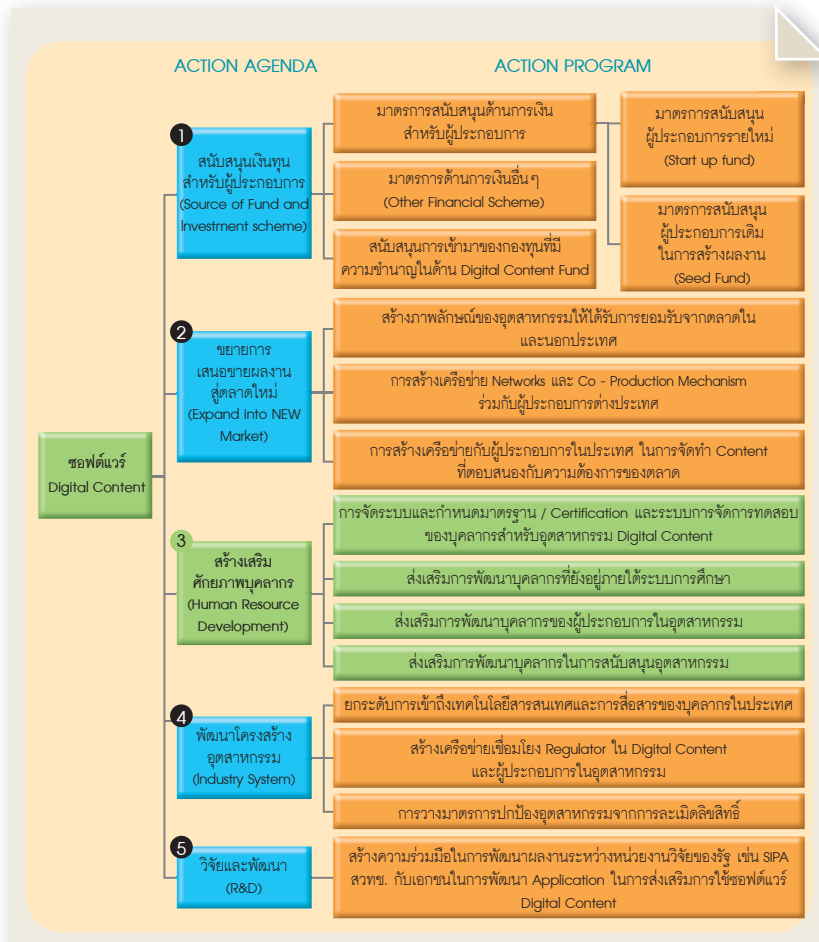 ACTION AGENDA
ACTION PROGRAM
ซอฟต์แวร์
Digital Content
1
สนับสนุนเงินทุน
สำหรับผู้ประกอบการ
(Source of Fund and
Investment scheme)
มาตรการสนับสนุนด้านการเงิน
สำหรับผู้ประกอบการ
มาตรการสนับสนุน
ผู้ประกอบการรายใหม่
(Start up fund)
มาตรการสนับสนุน
ผู้ประกอบการเดิม
ในการสร้างผลงาน
(Seed Fund)
มาตรการด้านการเงินอื่นๆ
(Other Financial Scheme)
สนับสนุนการเข้ามาของกองทุนที่มี
ความชำนาญในด้าน Digital Content Fund
2
ขยายการ
เสนอขายผลงาน
สู่ตลาดใหม่
(Expand into NEW
Market)
สร้างภาพลักษณ์ของอุตสาหกรรมให้ได้รับการยอมรับจากตลาดใน
และนอกประเทศ
การสร้างเครือข่าย Networks และ Co - Production Mechanism
ร่วมกับผู้ประกอบการต่างประเทศ
การสร้างเครือข่ายกับผู้ประกอบการในประเทศ ในการจัดทำ Content
ที่ตอบสนองกับความต้องการของตลาด
3
สร้างเสริม
ศักยภาพบุคลากร
(Human Resource
Development)
การจัดระบบและกำหนดมาตรฐาน / Certification และระบบการจัดการทดสอบ
ของบุคลากรสำหรับอุตสาหกรรม Digital Content
ส่งเสริมการพัฒนาบุคลากรที่ยังอยู่ภายใต้ระบบการศึกษา
ส่งเสริมการพัฒนาบุคลากรของผู้ประกอบการในอุตสาหกรรม
ส่งเสริมการพัฒนาบุคลากรในการสนับสนุนอุตสาหกรรม
4
พัฒนาโครงสร้าง
อุตสาหกรรม
(Industry System)
ยกระดับการเข้าถึงเทคโนโลยีสารสนเทศและการสื่อสารของบุคลากรในประเทศ
สร้างเครือข่ายเชื่อมโยง Regulator ใน Digital Content
และผู้ประกอบการในอุตสาหกรรม
การวางมาตรการปกป้องอุตสาหกรรมจากการละเมิดลิขสิทธิ์
5
วิจัยและพัฒนา
(R&D)
สร้างความร่วมมือในการพัฒนาผลงานระหว่างหน่วยงานวิจัยของรัฐ เช่น SIPA
สวทช. กับเอกชนในการพัฒนา Application ในการส่งเสริมการใช้ซอฟต์แวร์
Digital Content